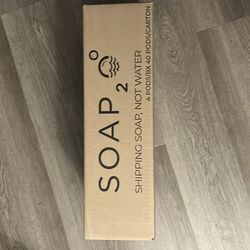 SOAP2O
SHIPPING SOAP, NOT WATER
4 PODS/BX 40 PODS/CARTON